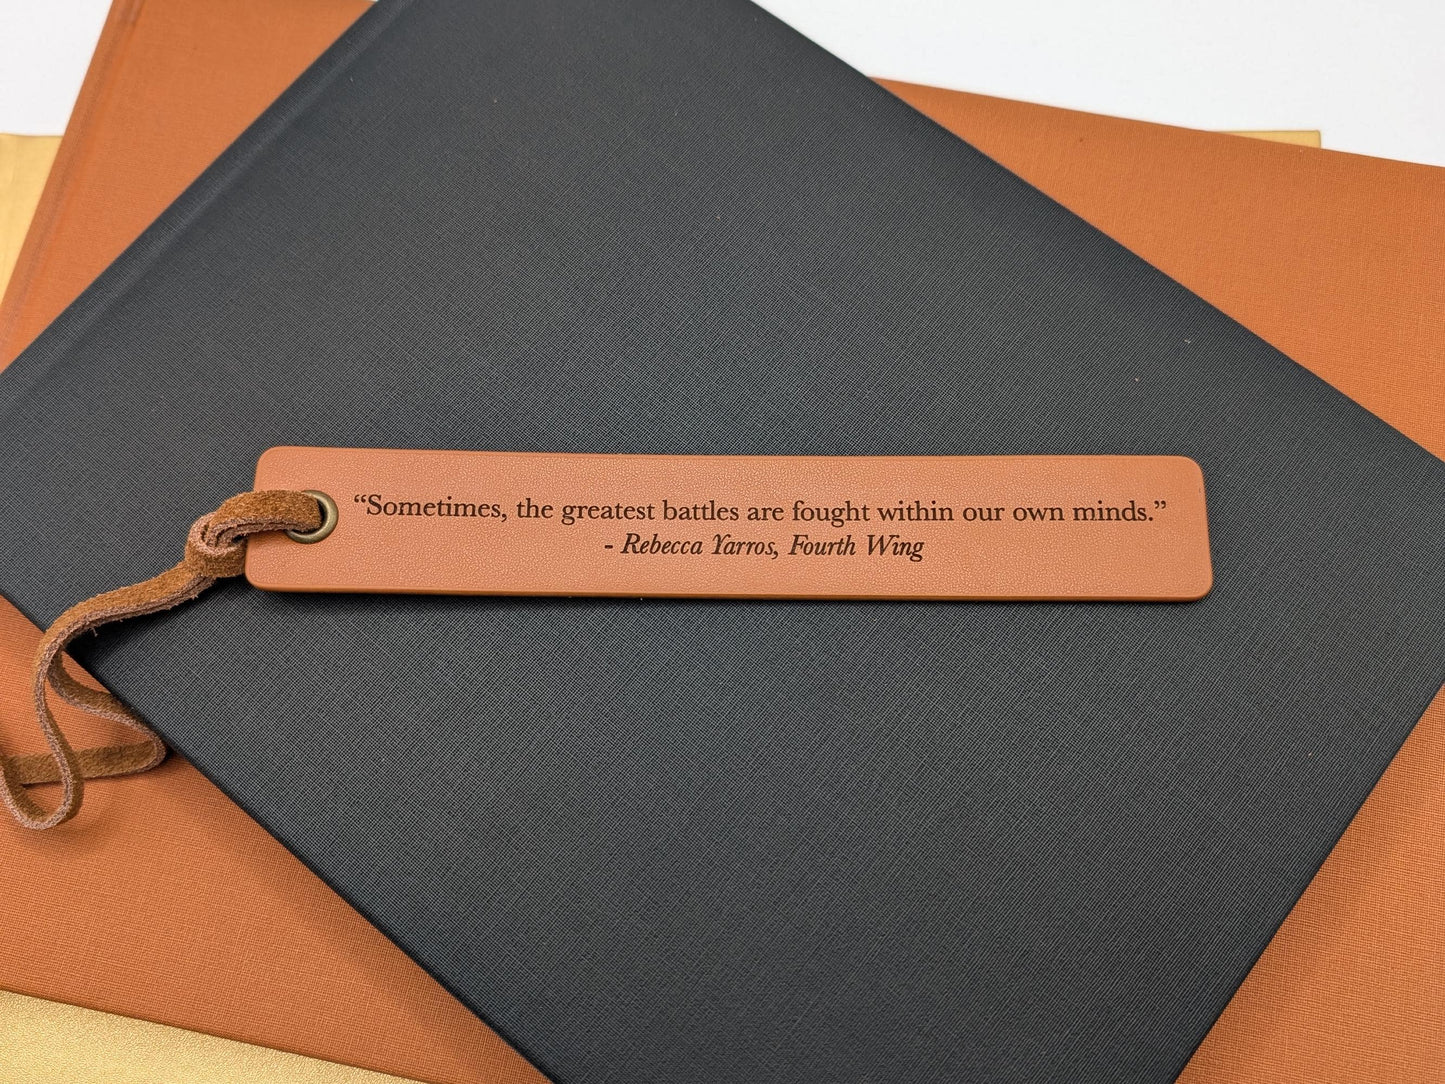 “Sometimes, the greatest battles are fought within our own minds.”
- Rebecca Yarros, Fourth Wing